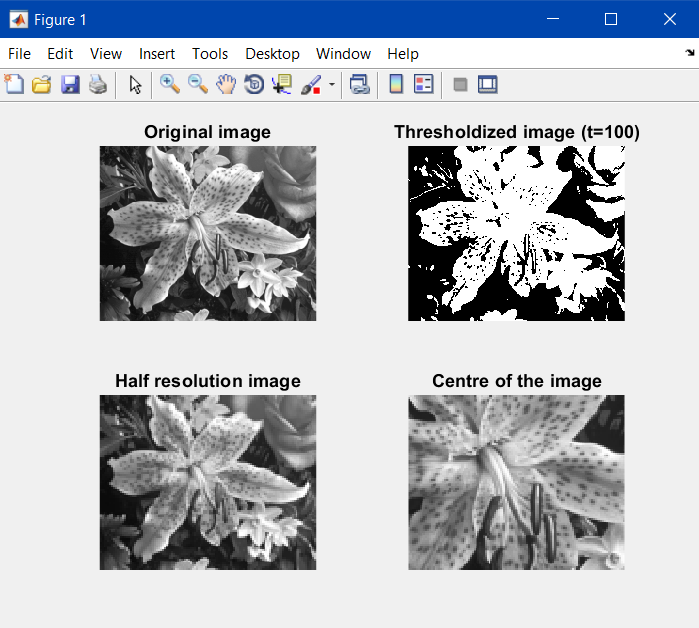 Figure 1
File Edit View Insert Tools Desktop Window Help
Original image
Thresholdized image (t=100)
Half resolution image
Centre of the image